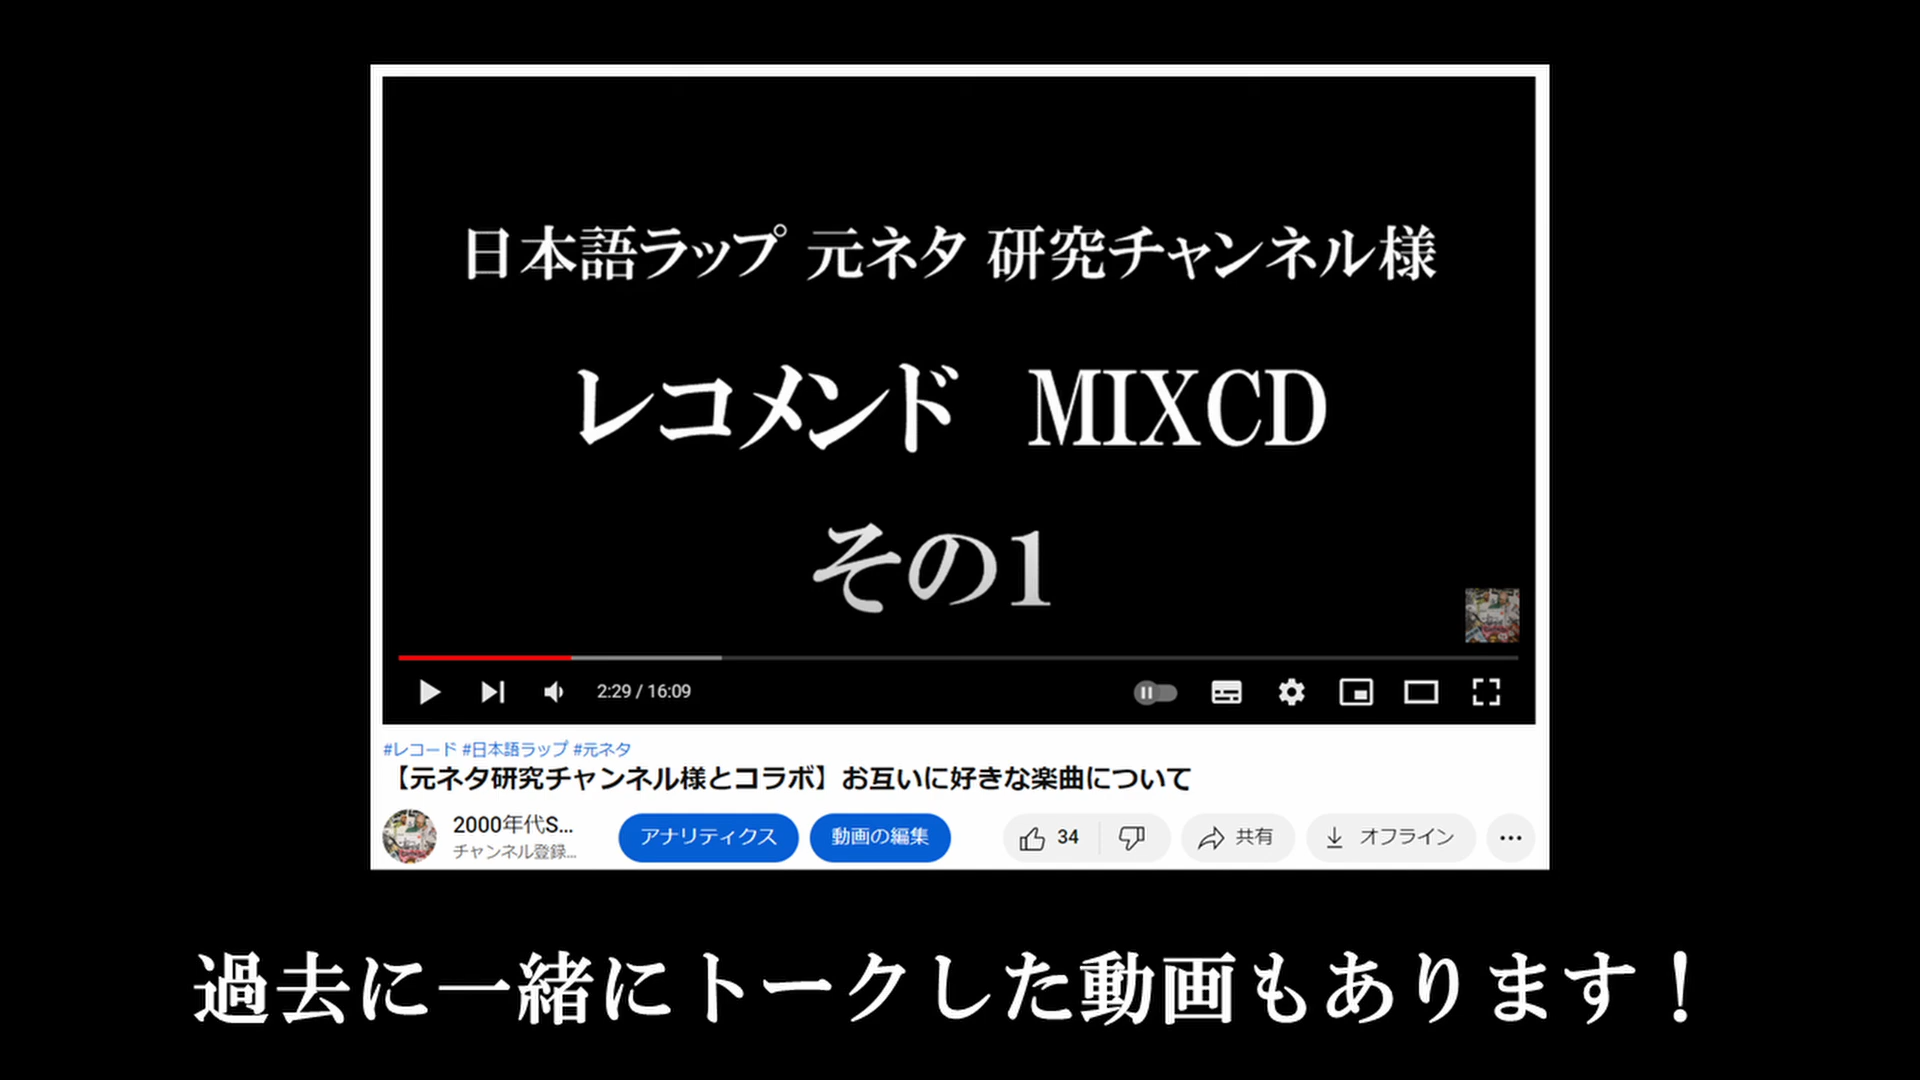 日本語ラップ 元ネタ 研究チャンネル様
レコメンド　MIXCD
その1
2:29 / 16:09
#レコード #日本語ラップ #元ネタ
【元ネタ研究チャンネル様とコラボ】お互いに好きな楽曲について
2000年代S...
チャンネル登録...
アナリティクス
動画の編集
34
共有
オフライン
過去に一緒にトークした動画もあります！